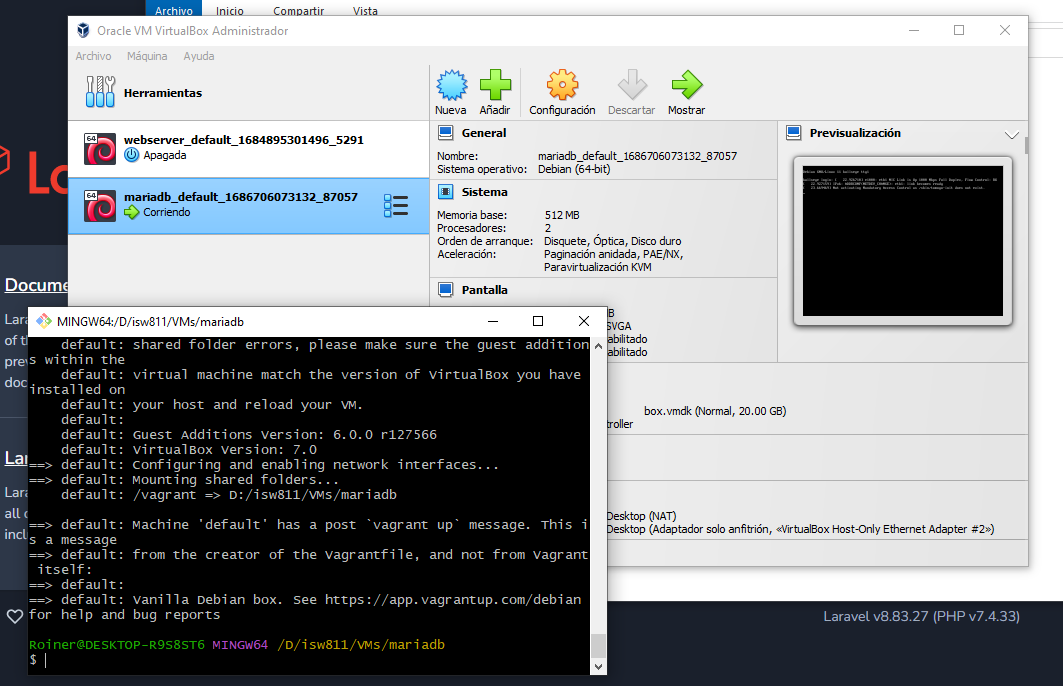 Archivo Inicio Compartir Vista
Oracle VM VirtualBox Administrador
Archivo Máquina Ayuda
Herramientas
Nueva Añadir Configuración Descartar Mostrar
64 webserver_default_1684895301496_5291
Apagada
64 mariadb_default_1686706073132_87057
Corriendo
General
Nombre: mariadb_default_1686706073132_87057
Sistema operativo: Debian (64-bit)
Sistema
Memoria base: 512 MB
Procesadores: 2
Orden de arranque: Disquete, Óptica, Disco duro
Aceleración: Paginación anidada, PAE/NX,
Paravirtualización KVM
Pantalla
B
SVGA
abilitado
abilitado
box.vmdk (Normal, 20.00 GB)
troller
Desktop (NAT)
Desktop (Adaptador solo anfitrión, «VirtualBox Host-Only Ethernet Adapter #2»)
Previsualización
Lo
Docume
Lara
of th
prev
doc
Lar
Lara
all o
incl
MINGW64:/D/isw811/VMs/mariadb
default: shared folder errors, please make sure the guest addition
s within the
default: virtual machine match the version of VirtualBox you have
installed on
default: your host and reload your VM.
default:
default: Guest Additions Version: 6.0.0 r127566
default: VirtualBox Version: 7.0
==> default: Configuring and enabling network interfaces...
==> default: Mounting shared folders...
default: /vagrant => D:/isw811/VMs/mariadb
==> default: Machine 'default' has a post `vagrant up` message. This i
s a message
==> default: from the creator of the Vagrantfile, and not from Vagrant
itself:
==> default:
==> default: Vanilla Debian box. See https://app.vagrantup.com/debian
for help and bug reports
Roiner@DESKTOP-R9S8ST6 MINGW64 /D/isw811/VMs/mariadb
$
Laravel v8.83.27 (PHP v7.4.33)